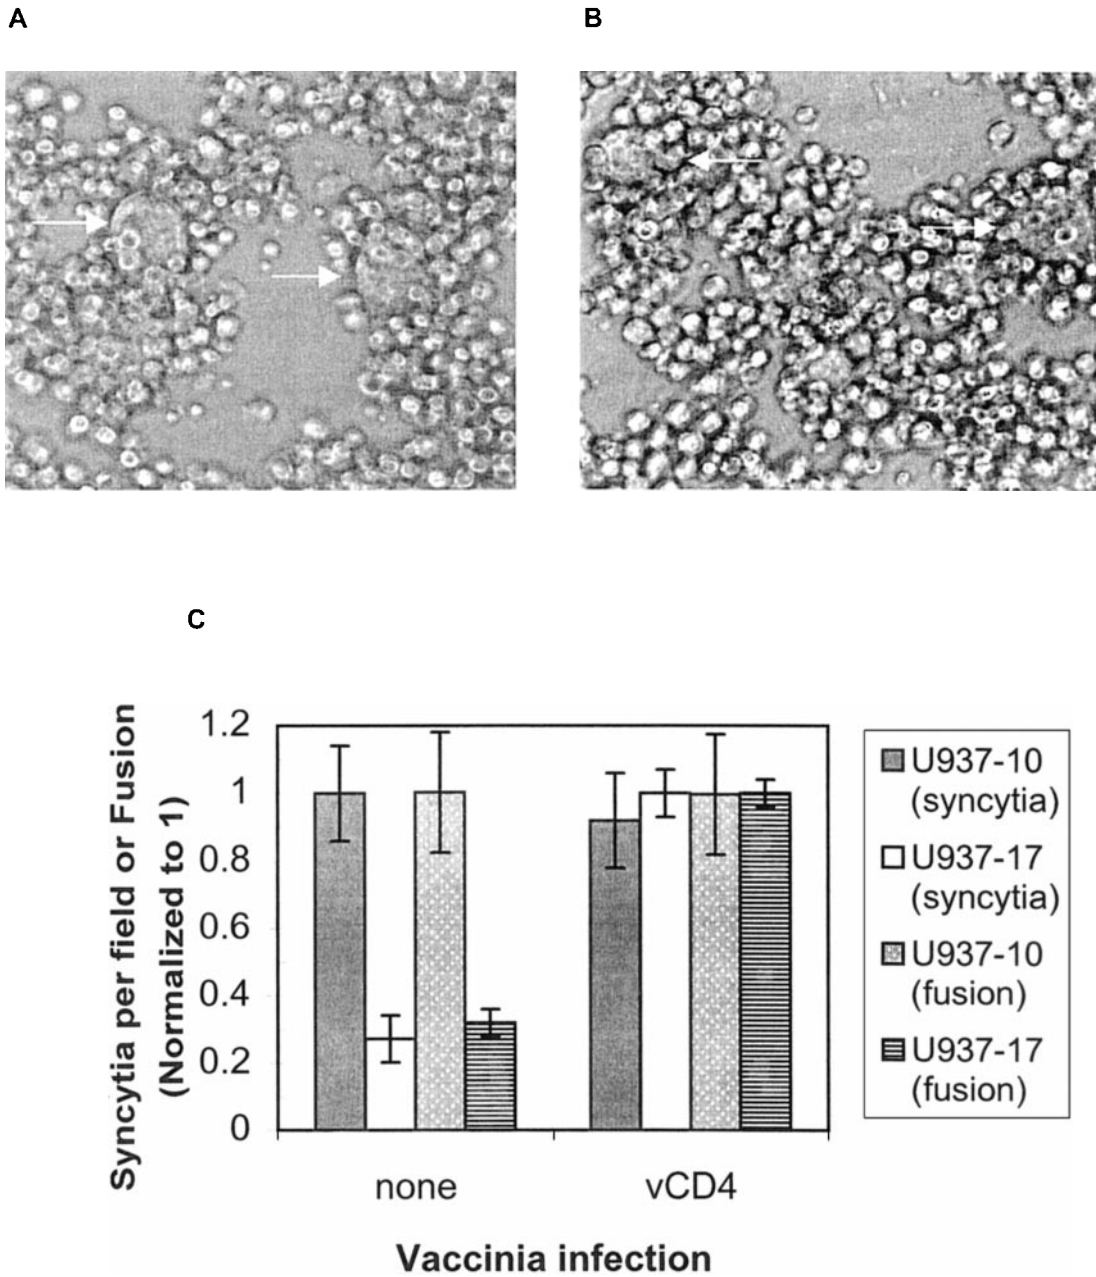 A
B
C
Syncytia per field or Fusion
(Normalized to 1)
1.2
1
0.8
0.6
0.4
0.2
0
none
vCD4
Vaccinia infection
U937-10
(syncytia)
U937-17
(syncytia)
U937-10
(fusion)
U937-17
(fusion)